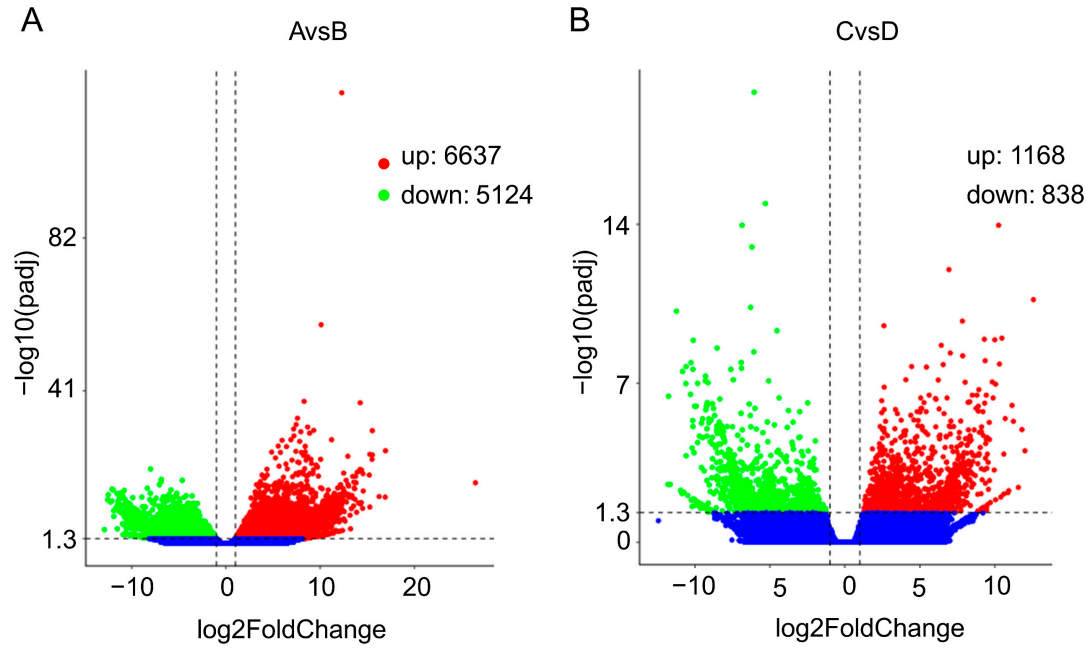 A
AvsB
up: 6637
down: 5124
82
41
1.3
−log10(padj)
−10 0 10 20
log2FoldChange
B
CvsD
up: 1168
down: 838
14
7
1.3
0
−log10(padj)
−10 5 0 5 10
log2FoldChange